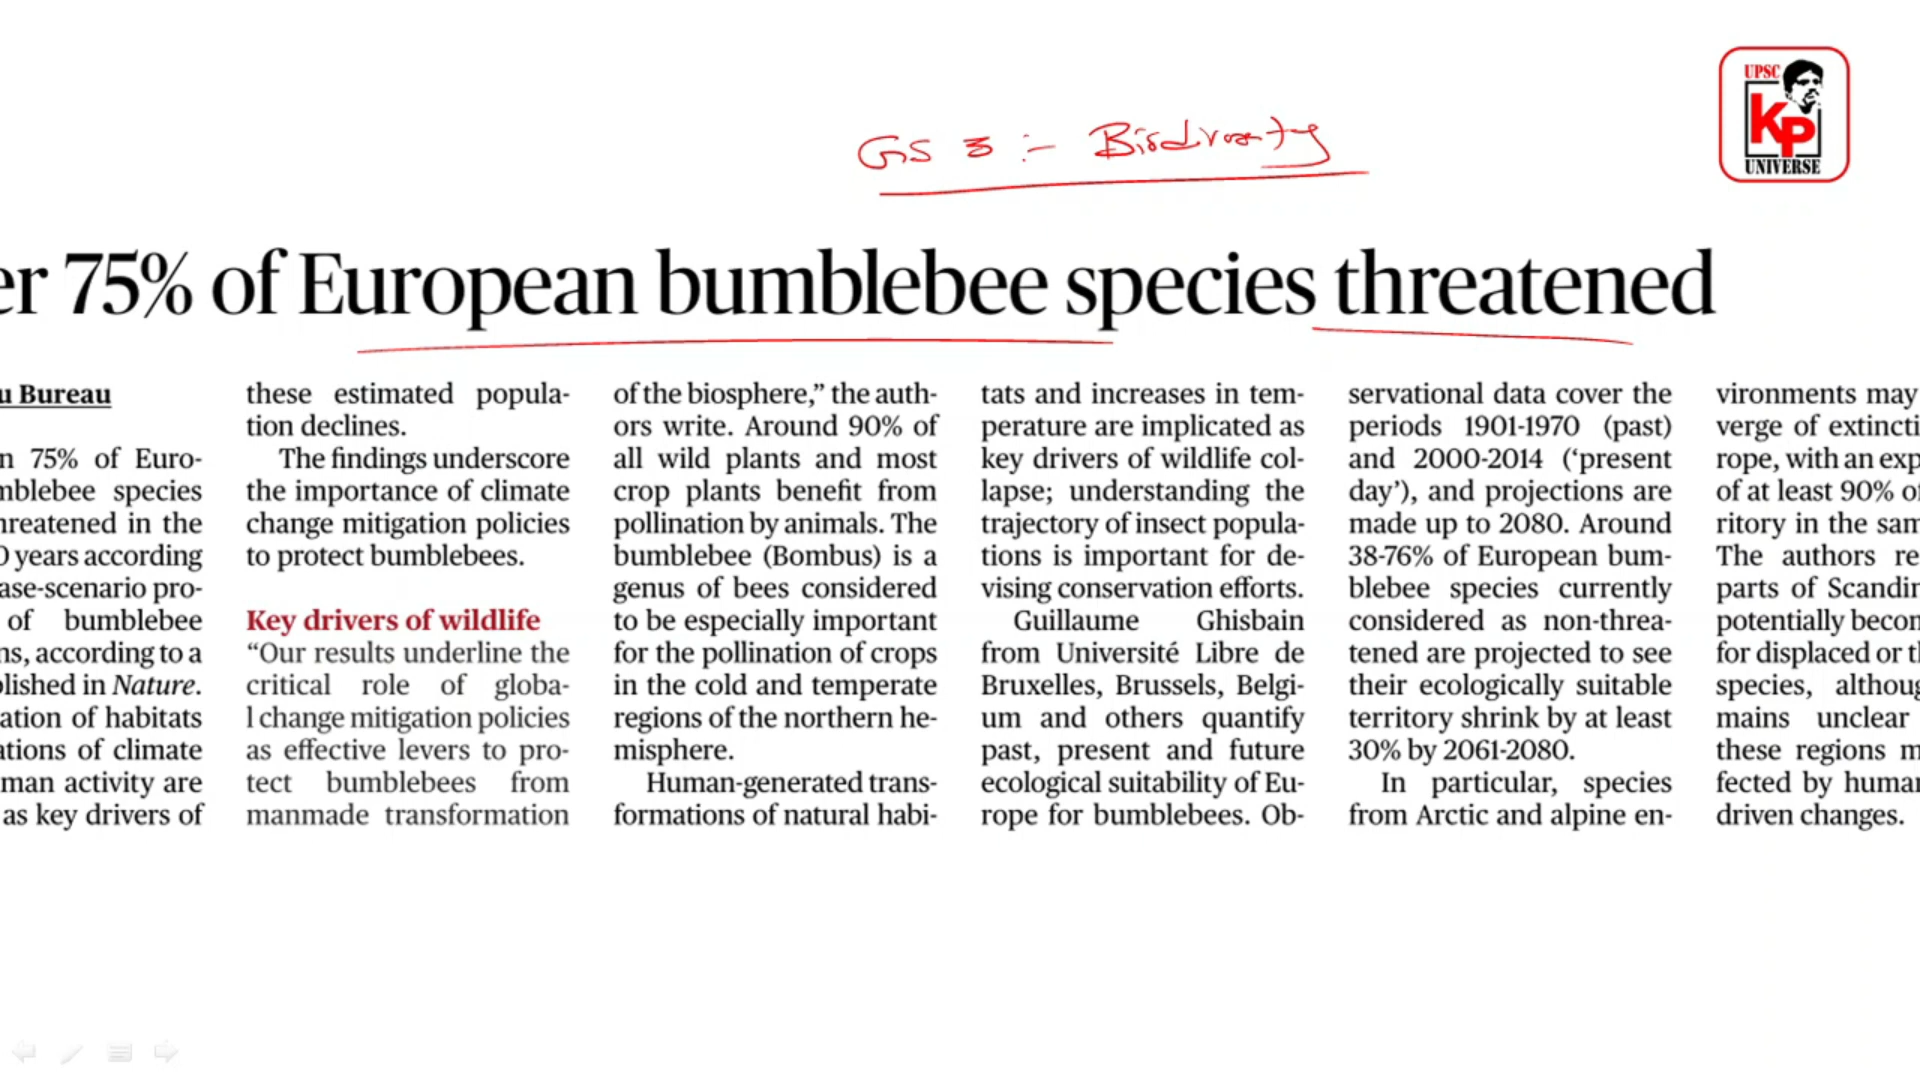 UPSC
KP
UNIVERSE
GS 3 :- Biodiversity
er 75% of European bumblebee species threatened
u Bureau
n 75% of Euro-
mblebee species
hreatened in the
0 years according
ase-scenario pro-
of bumblebee
ns, according to a
lished in Nature.
ation of habitats
ations of climate
man activity are
as key drivers of
these estimated popula-
tion declines.
The findings underscore
the importance of climate
change mitigation policies
to protect bumblebees.
Key drivers of wildlife
“Our results underline the
critical role of globa-
l change mitigation policies
as effective levers to pro-
tect bumblebees from
manmade transformation
of the biosphere,” the auth-
ors write. Around 90% of
all wild plants and most
crop plants benefit from
pollination by animals. The
bumblebee (Bombus) is a
genus of bees considered
to be especially important
for the pollination of crops
in the cold and temperate
regions of the northern he-
misphere.
Human-generated trans-
formations of natural habi-
tats and increases in tem-
perature are implicated as
key drivers of wildlife col-
lapse; understanding the
trajectory of insect popula-
tions is important for de-
vising conservation efforts.
Guillaume Ghisbain
from Université Libre de
Bruxelles, Brussels, Belgi-
um and others quantify
past, present and future
ecological suitability of Eu-
rope for bumblebees. Ob-
servational data cover the
periods 1901-1970 (past)
and 2000-2014 (‘present
day’), and projections are
made up to 2080. Around
38-76% of European bum-
blebee species currently
considered as non-threa-
tened are projected to see
their ecologically suitable
territory shrink by at least
30% by 2061-2080.
In particular, species
from Arctic and alpine en-
vironments may
verge of extincti
rope, with an exp
of at least 90% of
ritory in the sam
The authors re
parts of Scandin
potentially becom
for displaced or th
species, althoug
mains unclear
these regions m
fected by human
driven changes.